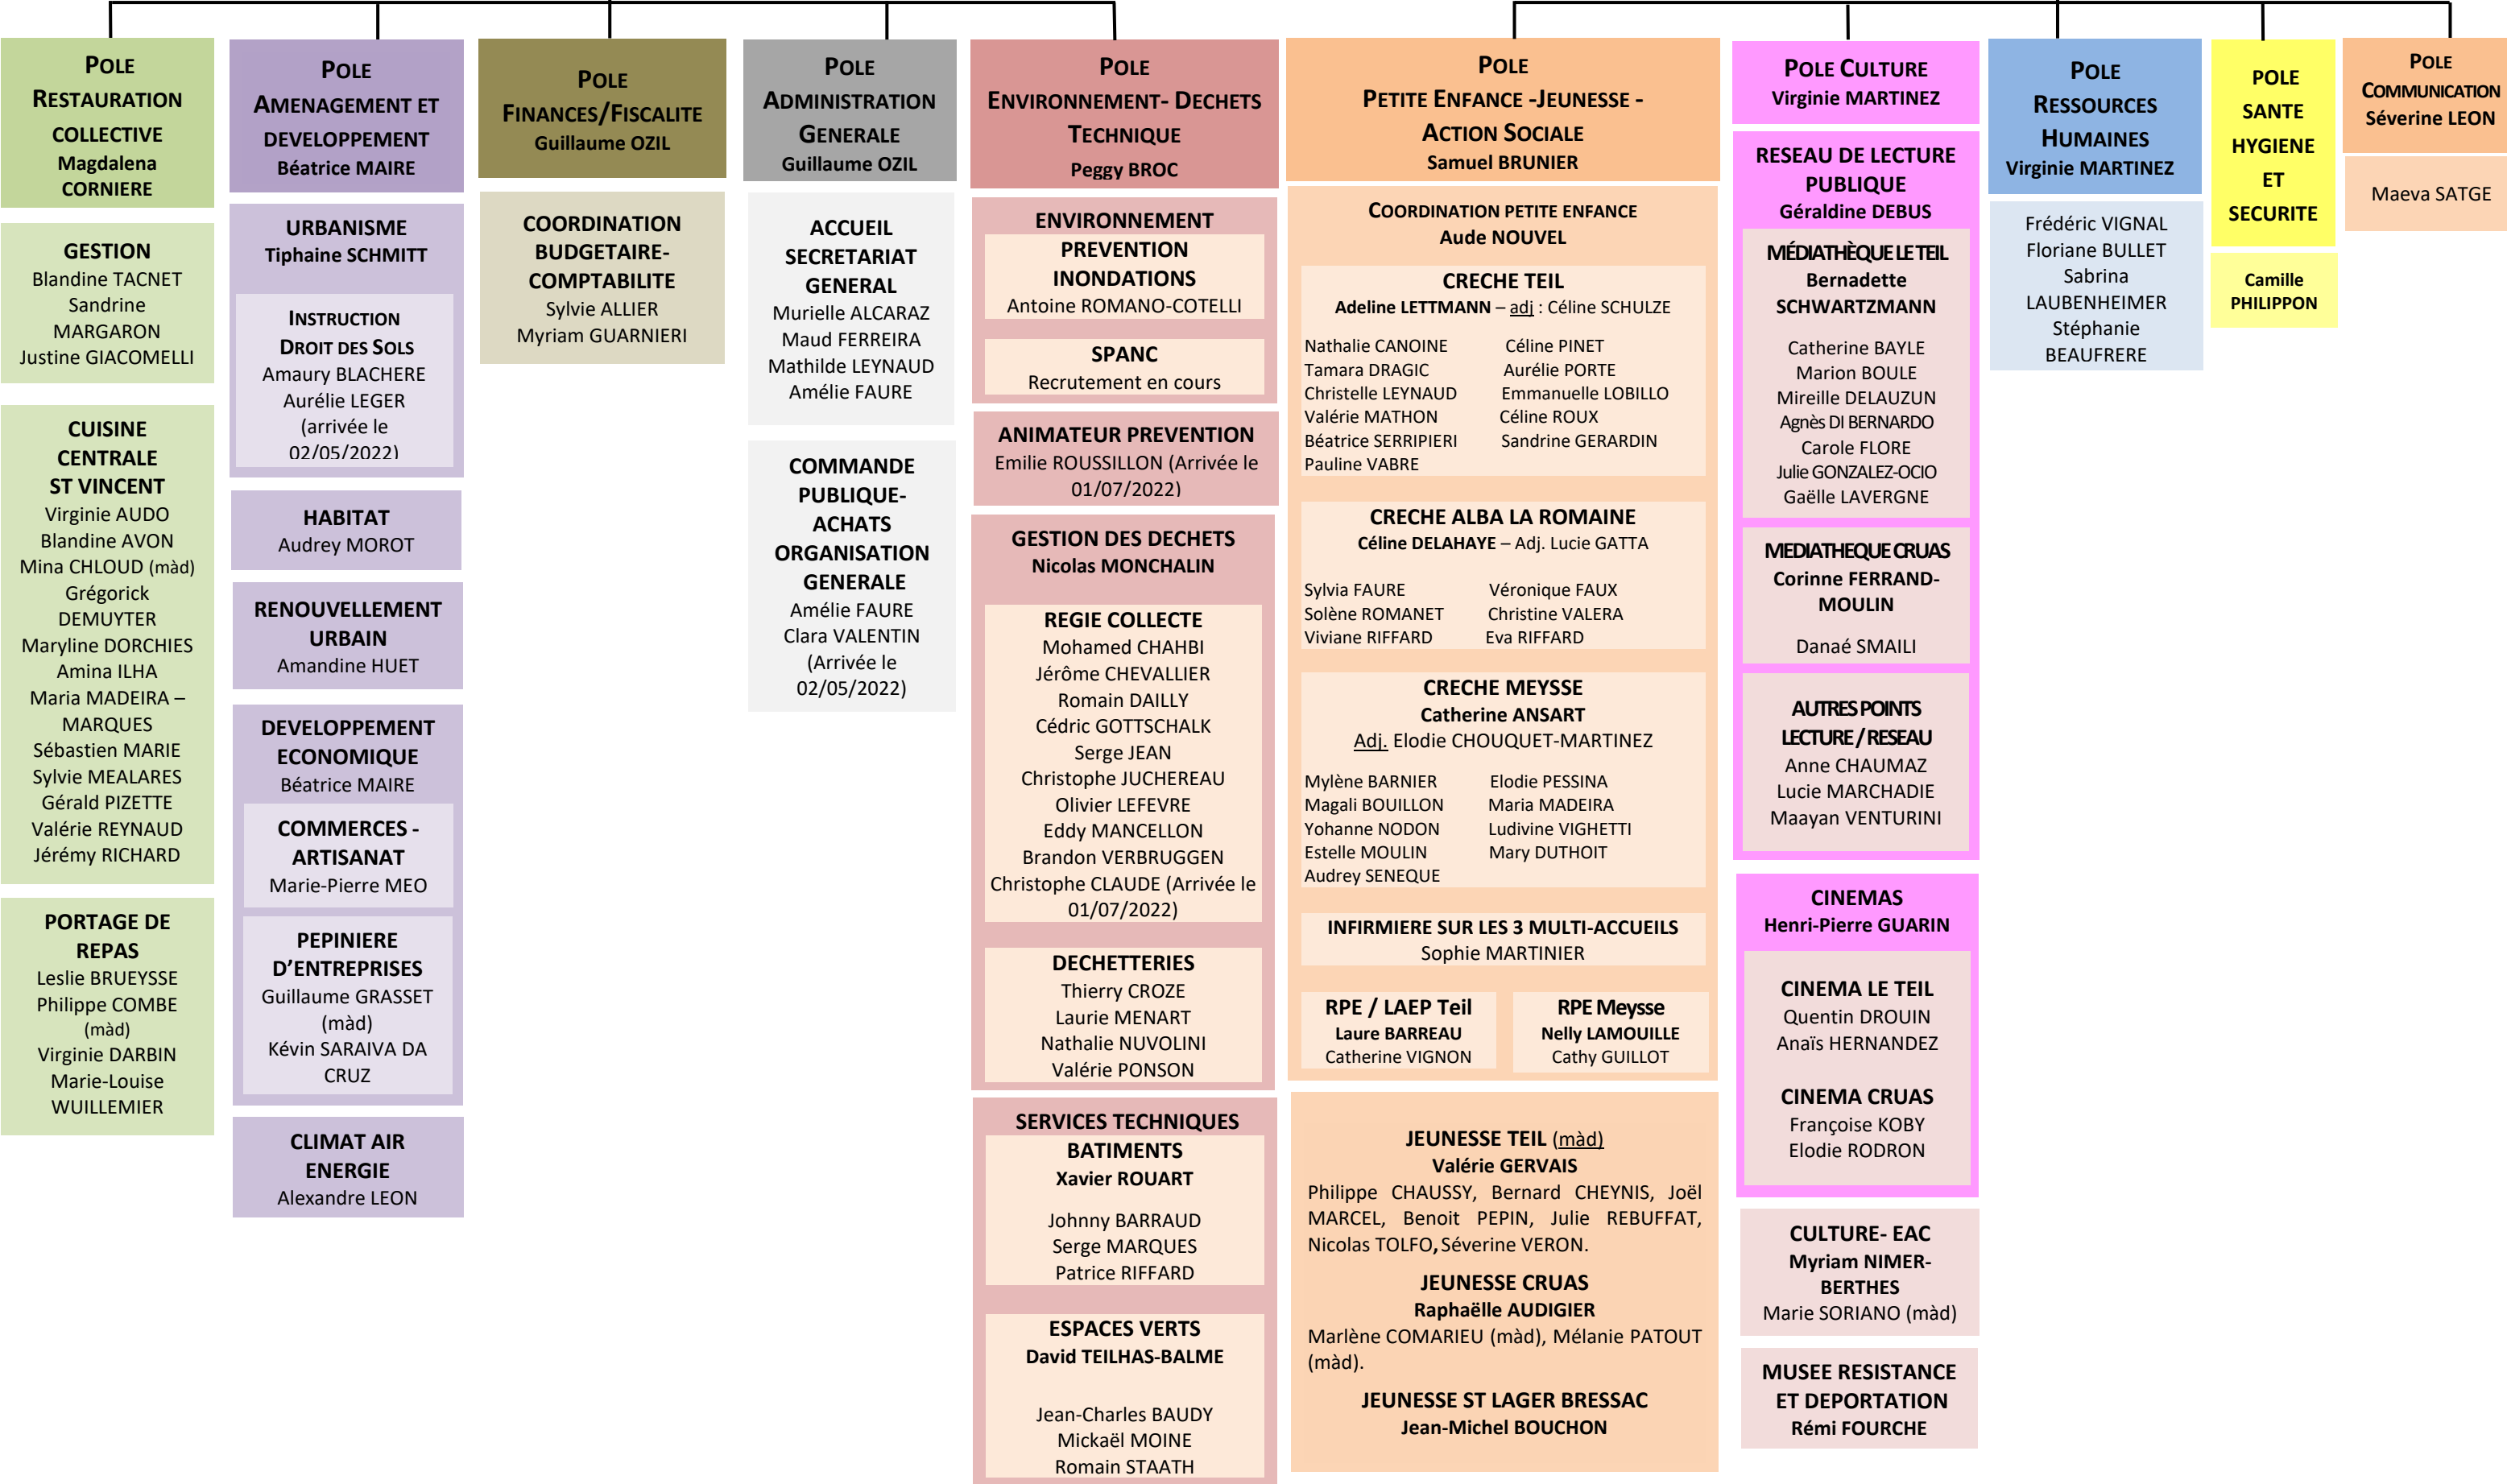 POLE
RESTAURATION
COLLECTIVE
Magdalena
CORNIERE
GESTION
Blandine TACNET
Sandrine
MARGARON
Justine GIACOMELLI
CUISINE
CENTRALE
ST VINCENT
Virginie AUDO
Blandine AVON
Mina CHLOUD (màd)
Grégorick
DEMUYTER
Maryline DORCHIES
Amina ILHA
Maria MADEIRA –
MARQUES
Sébastien MARIE
Sylvie MEALARES
Gérald PIZETTE
Valérie REYNAUD
Jérémy RICHARD
PORTAGE DE
REPAS
Leslie BRUEYSSE
Philippe COMBE
(màd)
Virginie DARBIN
Marie-Louise
WUILLEMIER
POLE
AMENAGEMENT ET
DEVELOPPEMENT
Béatrice MAIRE
URBANISME
Tiphaine SCHMITT
INSTRUCTION
DROIT DES SOLS
Amaury BLACHERE
Aurélie LEGER
(arrivée le
02/05/2022)
HABITAT
Audrey MOROT
RENOUVELLEMENT
URBAIN
Amandine HUET
DEVELOPPEMENT
ECONOMIQUE
Béatrice MAIRE
COMMERCES -
ARTISANAT
Marie-Pierre MEO
PEPINIERE
D’ENTREPRISES
Guillaume GRASSET
(màd)
Kévin SARAIVA DA
CRUZ
CLIMAT AIR
ENERGIE
Alexandre LEON
POLE
FINANCES/FISCALITE
Guillaume OZIL
COORDINATION
BUDGETAIRE-
COMPTABILITE
Sylvie ALLIER
Myriam GUARNIERI
POLE
ADMINISTRATION
GENERALE
Guillaume OZIL
ACCUEIL
SECRETARIAT
GENERAL
Murielle ALCARAZ
Maud FERREIRA
Mathilde LEYNAUD
Amélie FAURE
COMMANDE
PUBLIQUE-
ACHATS
ORGANISATION
GENERALE
Amélie FAURE
Clara VALENTIN
(Arrivée le
02/05/2022)
POLE
ENVIRONNEMENT- DECHETS
TECHNIQUE
Peggy BROC
ENVIRONNEMENT
PREVENTION
INONDATIONS
Antoine ROMANO-COTELLI
SPANC
Recrutement en cours
ANIMATEUR PREVENTION
Emilie ROUSSILLON (Arrivée le
01/07/2022)
GESTION DES DECHETS
Nicolas MONCHALIN
REGIE COLLECTE
Mohamed CHAHBI
Jérôme CHEVALLIER
Romain DAILLY
Cédric GOTTSCHALK
Serge JEAN
Christophe JUCHEREAU
Olivier LEFEVRE
Eddy MANCELLON
Brandon VERBRUGGEN
Christophe CLAUDE (Arrivée le
01/07/2022)
DECHETTERIES
Thierry CROZE
Laurie MENART
Nathalie NUVOLINI
Valérie PONSON
SERVICES TECHNIQUES
BATIMENTS
Xavier ROUART
Johnny BARRAUD
Serge MARQUES
Patrice RIFFARD
ESPACES VERTS
David TEILHAS-BALME
Jean-Charles BAUDY
Mickaël MOINE
Romain STAATH
POLE
PETITE ENFANCE -JEUNESSE -
ACTION SOCIALE
Samuel BRUNIER
COORDINATION PETITE ENFANCE
Aude NOUVEL
CRECHE TEIL
Adeline LETTMANN – adj : Céline SCHULZE
Nathalie CANOINE Céline PINET
Tamara DRAGIC Aurélie PORTE
Christelle LEYNAUD Emmanuelle LOBILLO
Valérie MATHON Céline ROUX
Béatrice SERRIPIERI Sandrine GERARDIN
Pauline VABRE
CRECHE ALBA LA ROMAINE
Céline DELAHAYE – Adj. Lucie GATTA
Sylvia FAURE Véronique FAUX
Solène ROMANET Christine VALERA
Viviane RIFFARD Eva RIFFARD
CRECHE MEYSSE
Catherine ANSART
Adj. Elodie CHOUQUET-MARTINEZ
Mylène BARNIER Elodie PESSINA
Magali BOUILLON Maria MADEIRA
Yohanne NODON Ludivine VIGHETTI
Estelle MOULIN Mary DUTHOIT
Audrey SENEQUE
INFIRMIERE SUR LES 3 MULTI-ACCUEILS
Sophie MARTINIER
RPE / LAEP Teil
Laure BARREAU
Catherine VIGNON
RPE Meysse
Nelly LAMOUILLE
Cathy GUILLOT
JEUNESSE TEIL (màd)
Valérie GERVAIS
Philippe CHAUSSY, Bernard CHEYNIS, Joël
MARCEL, Benoit PEPIN, Julie REBUFFAT,
Nicolas TOLFO, Séverine VERON.
JEUNESSE CRUAS
Raphaëlle AUDIGIER
Marlène COMARIEU (màd), Mélanie PATOUT
(màd).
JEUNESSE ST LAGER BRESSAC
Jean-Michel BOUCHON
POLE CULTURE
Virginie MARTINEZ
RESEAU DE LECTURE
PUBLIQUE
Géraldine DEBUS
MÉDIATHÈQUE LE TEIL
Bernadette
SCHWARTZMANN
Catherine BAYLE
Marion BOULE
Mireille DELAUZUN
Agnès DI BERNARDO
Carole FLORE
Julie GONZALEZ-OCIO
Gaëlle LAVERGNE
MEDIATHEQUE CRUAS
Corinne FERRAND-
MOULIN
Danaé SMAILI
AUTRES POINTS
LECTURE / RESEAU
Anne CHAUMAZ
Lucie MARCHADIE
Maayan VENTURINI
CINEMAS
Henri-Pierre GUARIN
CINEMA LE TEIL
Quentin DROUIN
Anaïs HERNANDEZ
CINEMA CRUAS
Françoise KOBY
Elodie RODRON
CULTURE- EAC
Myriam NIMER-
BERTHES
Marie SORIANO (màd)
MUSEE RESISTANCE
ET DEPORTATION
Rémi FOURCHE
POLE
RESSOURCES
HUMAINES
Virginie MARTINEZ
Frédéric VIGNAL
Floriane BULLET
Sabrina
LAUBENHEIMER
Stéphanie
BEAUFRERE
POLE
SANTE
HYGIENE
ET
SECURITE
Camille
PHILIPPON
POLE
COMMUNICATION
Séverine LEON
Maeva SATGE